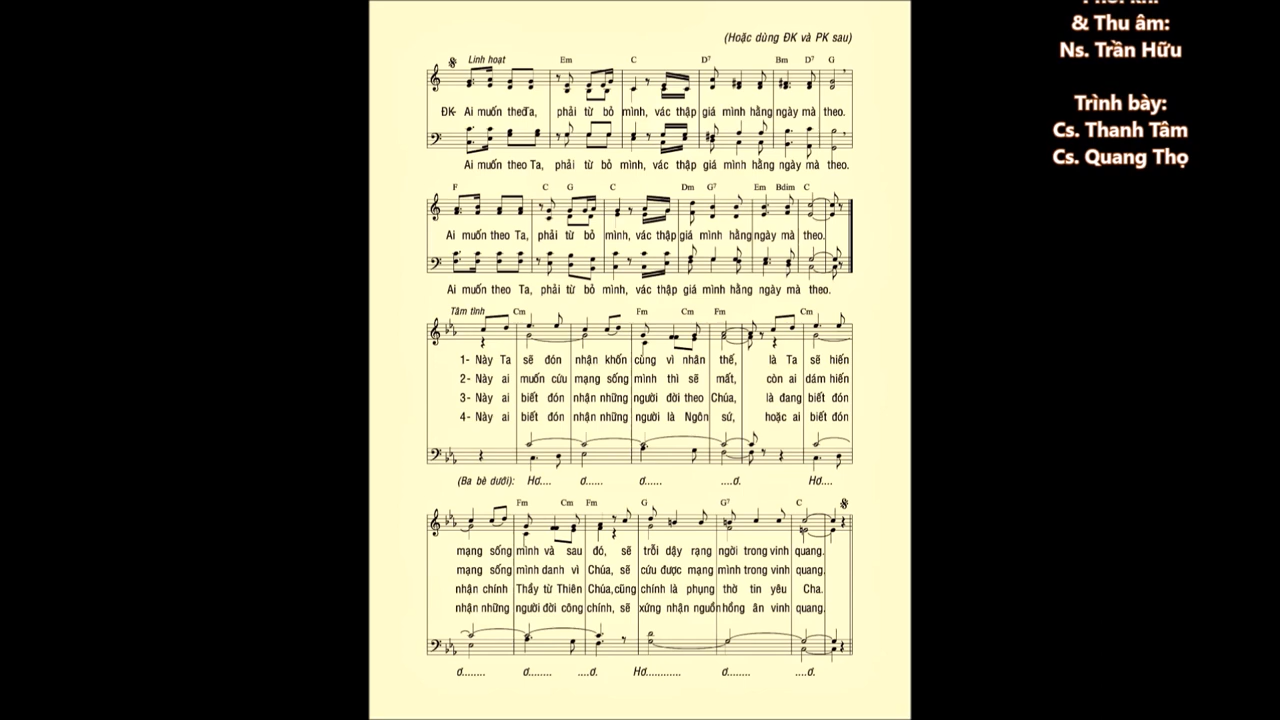 (Hoặc dùng ĐK và PK sau)
Linh hoạt Em C D7 Bm D7 G
ĐK- Ai muốn theo Ta, phải từ bỏ mình, vác thập giá mình hằng ngày mà theo.
Ai muốn theo Ta, phải từ bỏ mình, vác thập giá mình hằng ngày mà theo.
F C G C Dm G7 Em Bdim C
Ai muốn theo Ta, phải từ bỏ mình, vác thập giá mình hằng ngày mà theo.
Ai muốn theo Ta, phải từ bỏ mình, vác thập giá mình hằng ngày mà theo.
Tâm tình Cm Fm Cm Fm Cm
1- Này Ta sẽ đón nhận khốn cùng vì nhân thế, là Ta sẽ hiến
2- Này ai muốn cứu mạng sống mình thì sẽ mất, còn ai dám hiến
3- Này ai biết đón nhận những người đời theo Chúa, là đang biết đón
4- Này ai biết đón nhận những người là Ngôn sứ, hoặc ai biết đón
(Ba bè dưới): Hơ.... ơ...... ơ...... ....ơ. Hơ....
Fm Cm Fm G G7 C
mạng sống mình và sau đó, sẽ trỗi dậy rạng ngời trong vinh quang.
mạng sống mình danh vì Chúa, sẽ cứu được mạng mình trong vinh quang.
nhận chính Thầy từ Thiên Chúa, cũng chính là phụng thờ tin yêu Cha.
nhận những người đời công chính, sẽ xứng nhận nguồn hồng ân vinh quang.
ơ........ ơ........ ....ơ. Hơ............ ơ........ ....ơ.
& Thu âm:
Ns. Trần Hữu
Trình bày:
Cs. Thanh Tâm
Cs. Quang Thọ